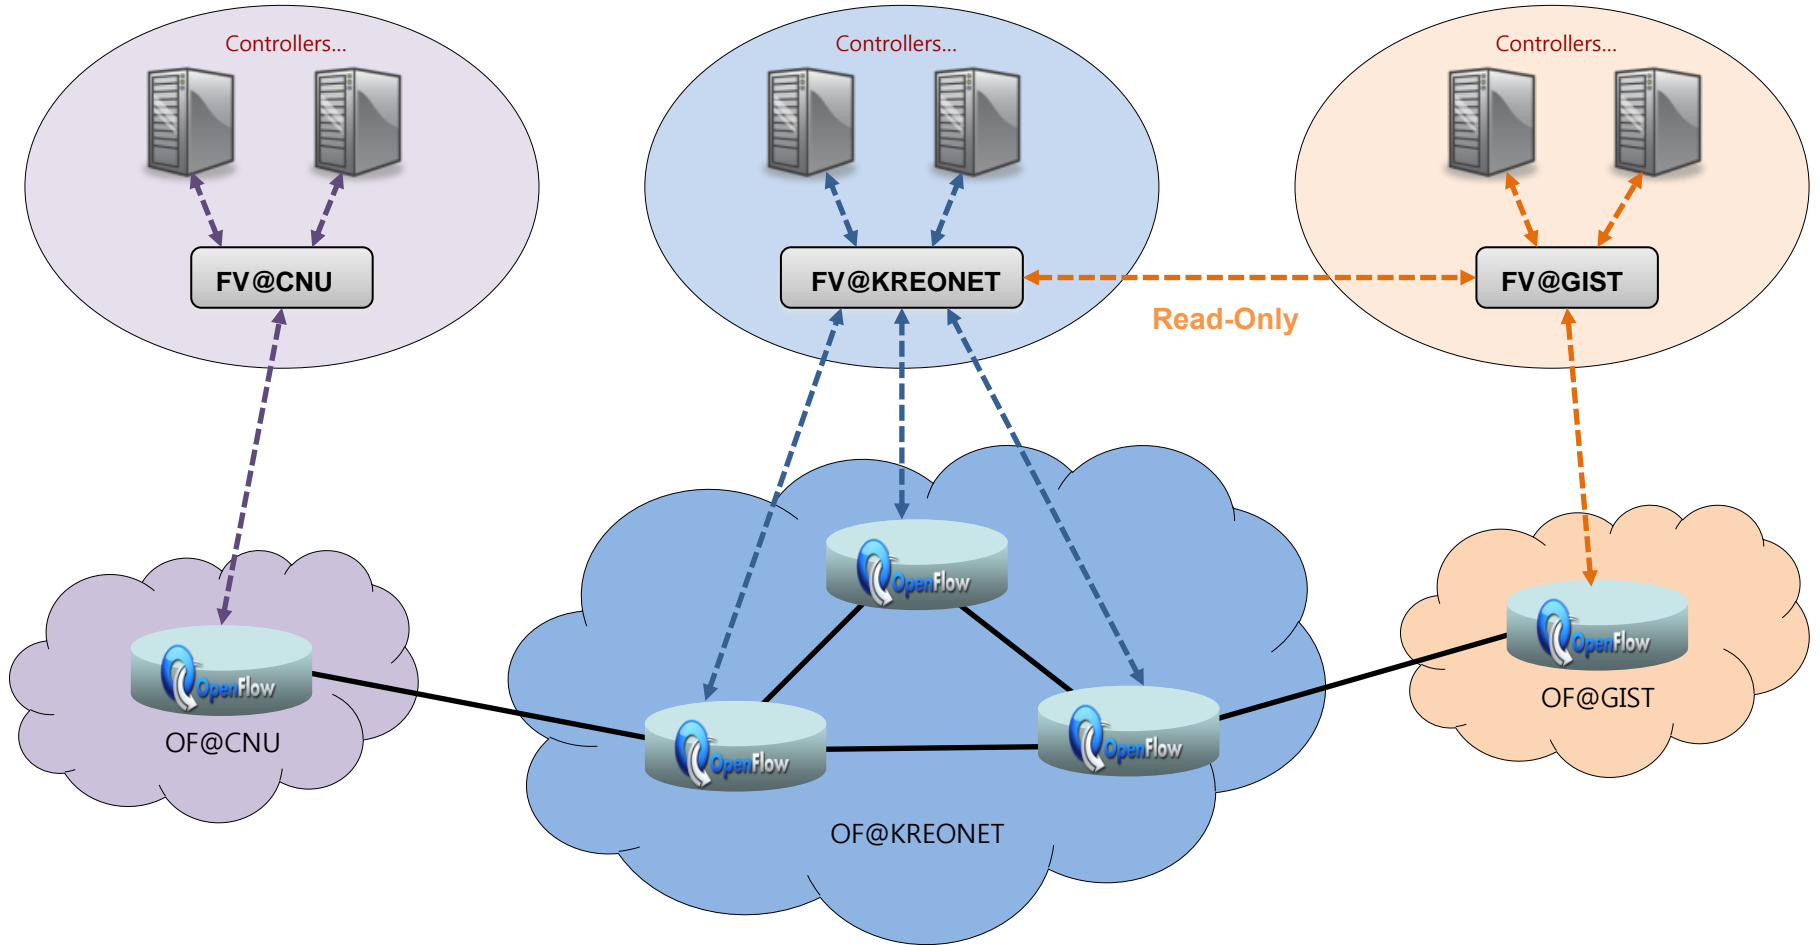 Controllers...
Controllers...
Controllers...
FV@CNU
FV@KREONET
FV@GIST
Read-Only
OpenFlow
OpenFlow
OF@GIST
OpenFlow
OF@CNU
OpenFlow
OpenFlow
OF@KREONET